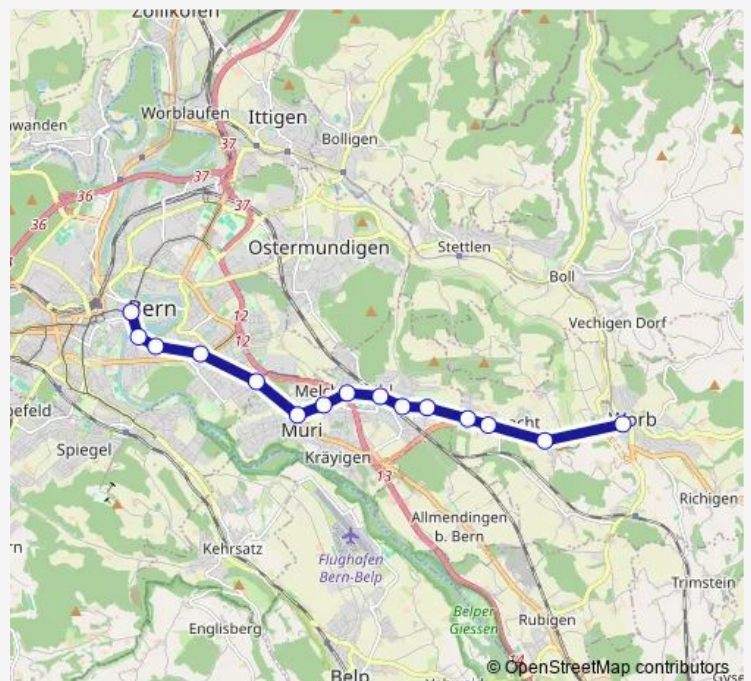 Zollikofen
Worblaufen
Ittigen
Bolligen
37
37
36
37
36
Ostermundigen
Stettlen
Boll
12
12
Bern
Vechigen Dorf
Muri
Worb
Spiegel
Kräyigen
13
Richigen
Allmendingen
b. Bern
Flughafen
Bern-Belp
Kehrsatz
Trimstein
Belper
Giessen
Rubigen
Englisberg
Belp
© OpenStreetMap contributors